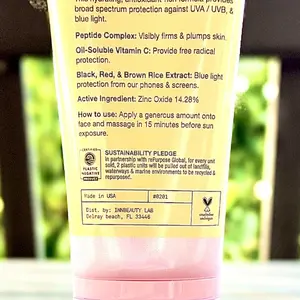 This hydrating, antioxidant rich formula provides
broad spectrum protection against UVA / UVB, &
blue light.
Peptide Complex: Visibly firms & plumps skin.
Oil-Soluble Vitamin C: Provide free radical
protection.
Black, Red, & Brown Rice Extract: Blue light
protection from our phones & screens.
Active Ingredient: Zinc Oxide 14.28%
How to use: Apply a generous amount onto
face and massage in 15 minutes before sun
exposure.
SUSTAINABILITY PLEDGE
In partnership with rePurpose Global, for every unit
sold, 2 plastic units will be pulled out of landfills,
waterways & marine environments to be recycled &
repurposed.
CERTIFIED
PLASTIC
NEGATIVE
Made in USA
#0201
Dist. by: INNBEAUTY LAB
Delray beach, FL 33446